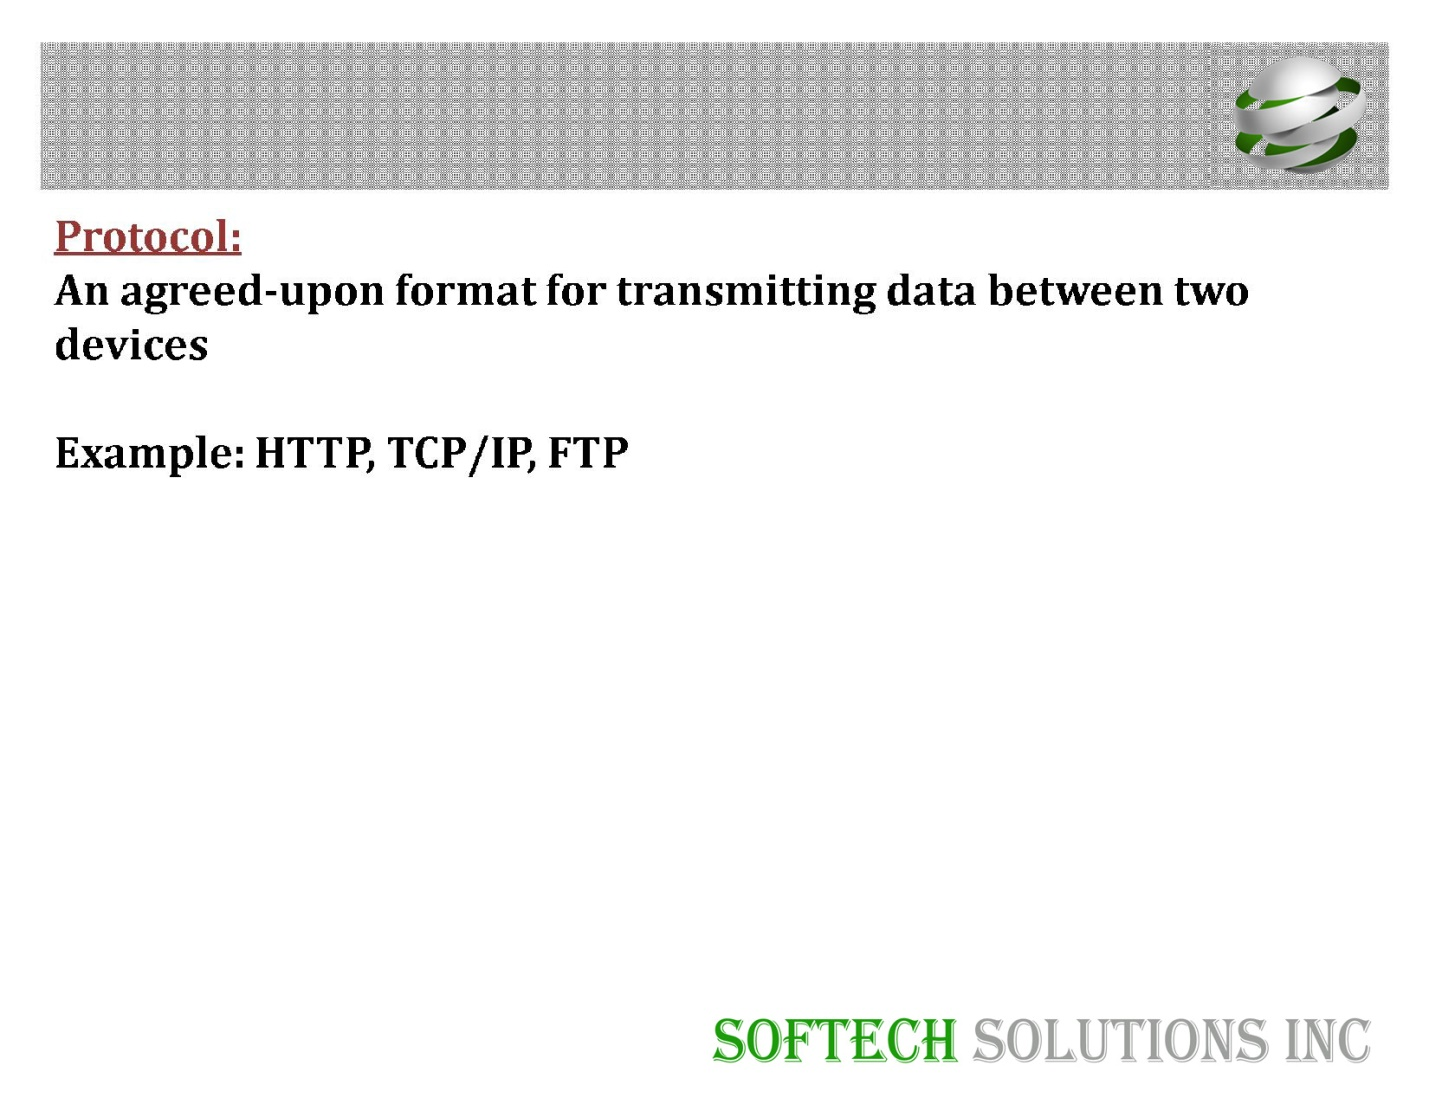 Protocol:
An agreed-upon format for transmitting data between two
devices
Example: HTTP, TCP/IP, FTP
SOFTECH SOLUTIONS INC